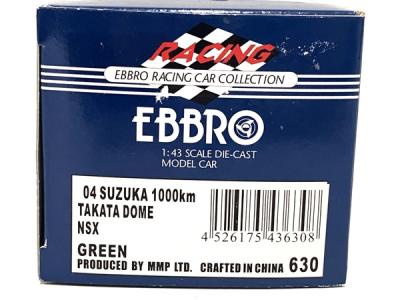 RACING
EBBRO RACING CAR COLLECTION
EBBRO
1:43 SCALE DIE-CAST
MODEL CAR
04 SUZUKA 1000km
TAKATA DOME
NSX
GREEN
4 526175 436308
PRODUCED BY MMP LTD. CRAFTED IN CHINA 630